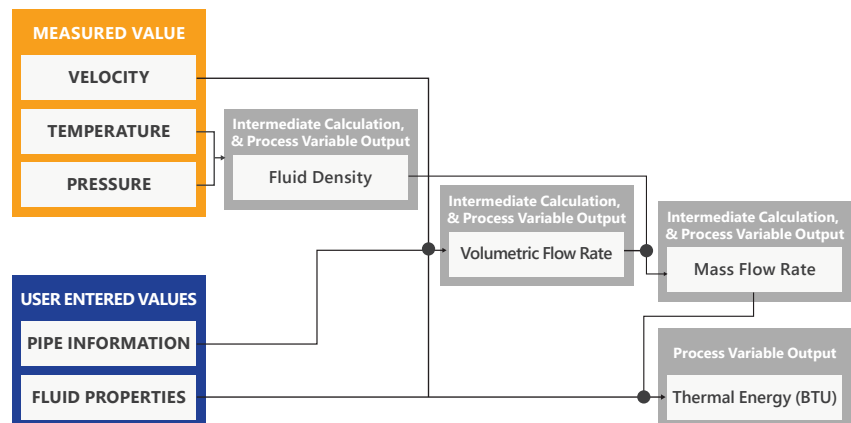 MEASURED VALUE
VELOCITY
TEMPERATURE
PRESSURE
Intermediate Calculation,
& Process Variable Output
Fluid Density
Intermediate Calculation,
& Process Variable Output
Volumetric Flow Rate
Intermediate Calculation,
& Process Variable Output
Mass Flow Rate
USER ENTERED VALUES
PIPE INFORMATION
FLUID PROPERTIES
Process Variable Output
Thermal Energy (BTU)